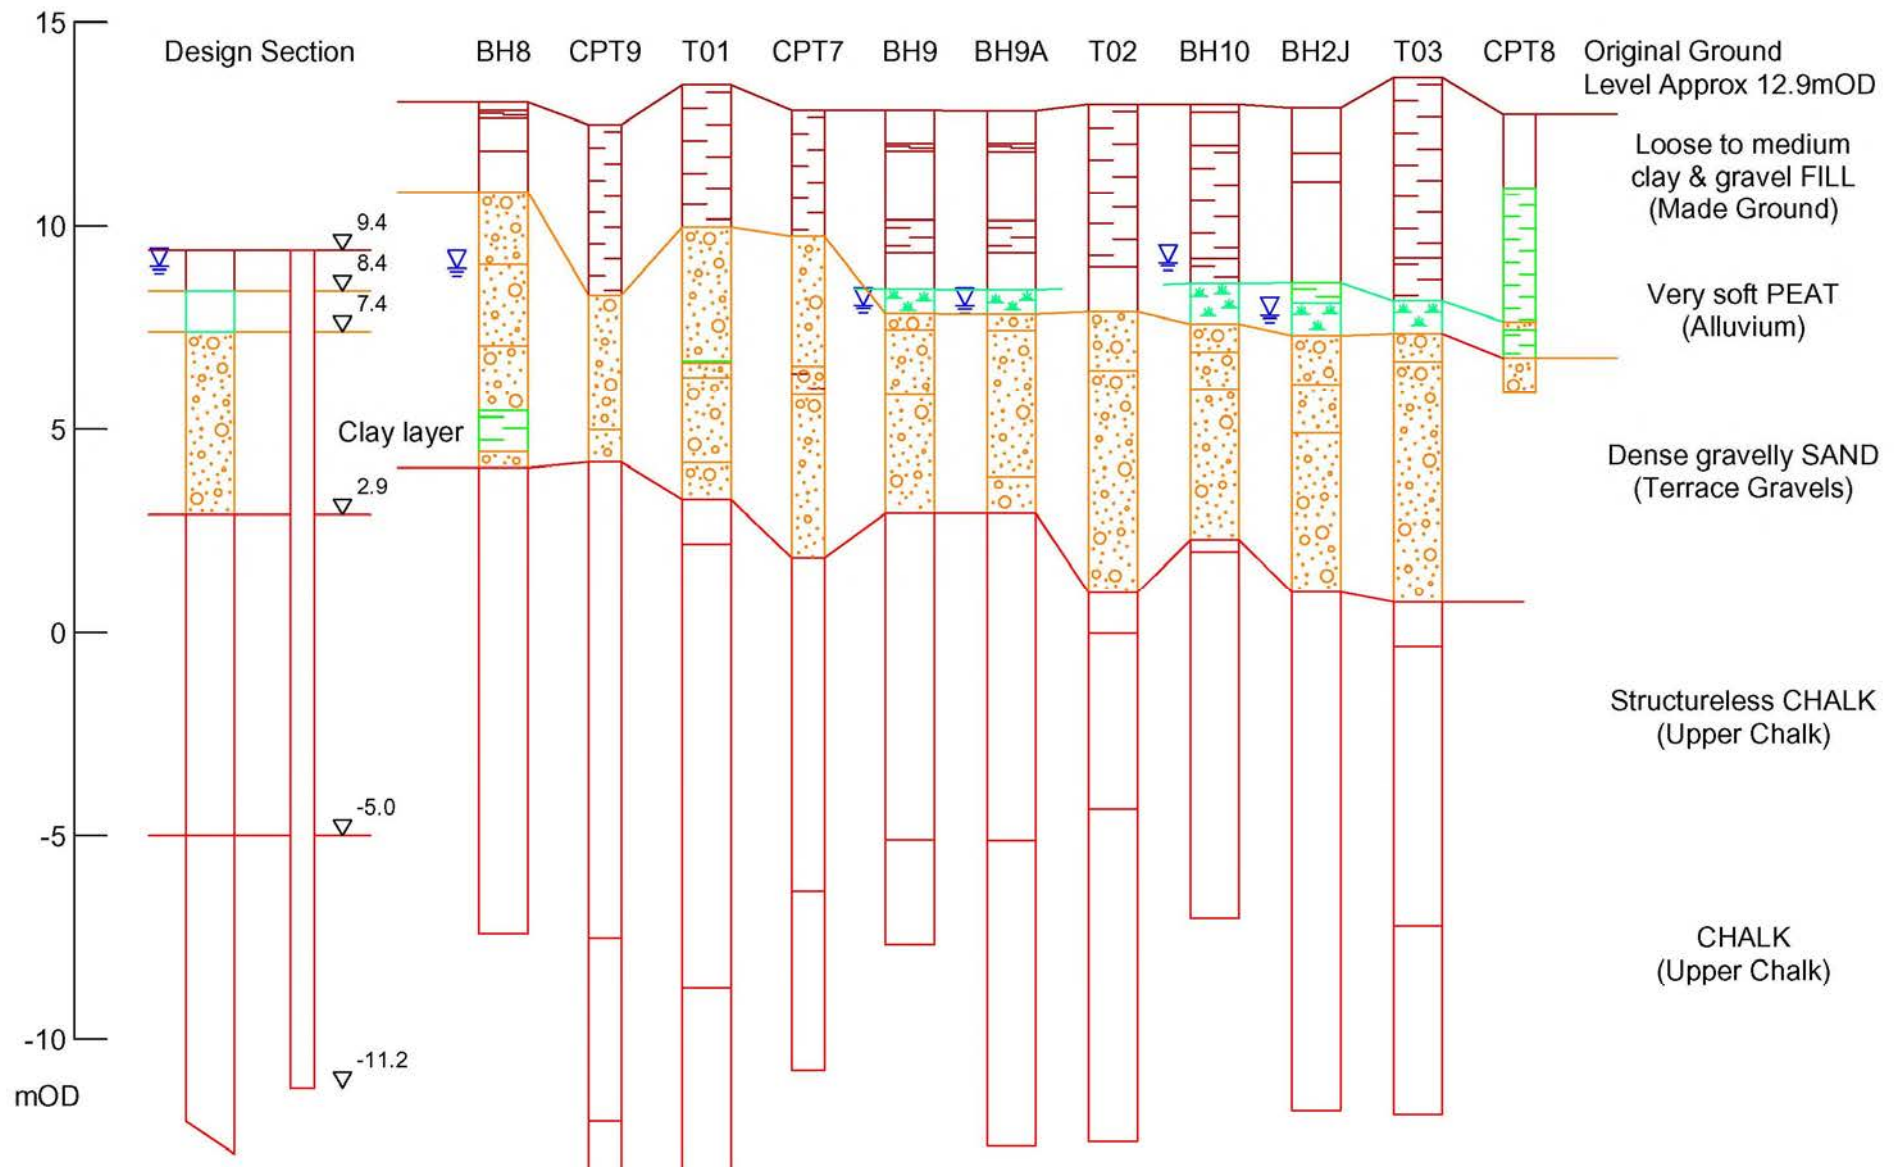 15
Design Section
BH8
CPT9
T01
CPT7
BH9
BH9A
T02
BH10
BH2J
T03
CPT8
Original Ground
Level Approx 12.9mOD
Loose to medium
clay & gravel FILL
(Made Ground)
10
9.4
8.4
7.4
Very soft PEAT
(Alluvium)
5
Clay layer
2.9
Dense gravelly SAND
(Terrace Gravels)
0
Structureless CHALK
(Upper Chalk)
-5
-5.0
CHALK
(Upper Chalk)
-10
-11.2
mOD